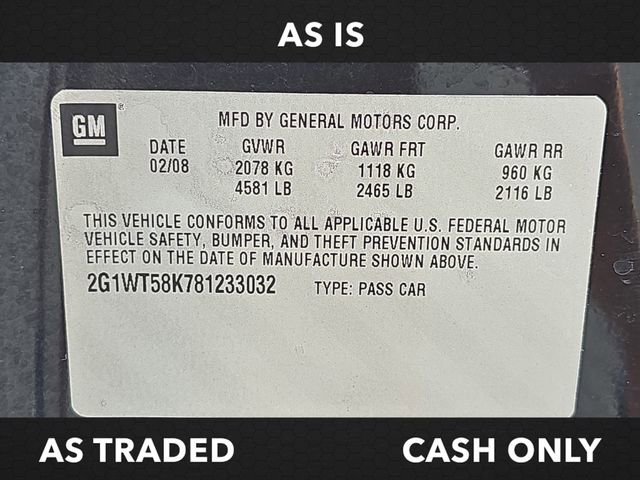 AS IS
GM
MFD BY GENERAL MOTORS CORP.
DATE GVWR GAWR FRT GAWR RR
02/08 2078 KG 1118 KG 960 KG
4581 LB 2465 LB 2116 LB
THIS VEHICLE CONFORMS TO ALL APPLICABLE U.S. FEDERAL MOTOR
VEHICLE SAFETY, BUMPER, AND THEFT PREVENTION STANDARDS IN
EFFECT ON THE DATE OF MANUFACTURE SHOWN ABOVE.
2G1WT58K781233032 TYPE: PASS CAR
AS TRADED CASH ONLY